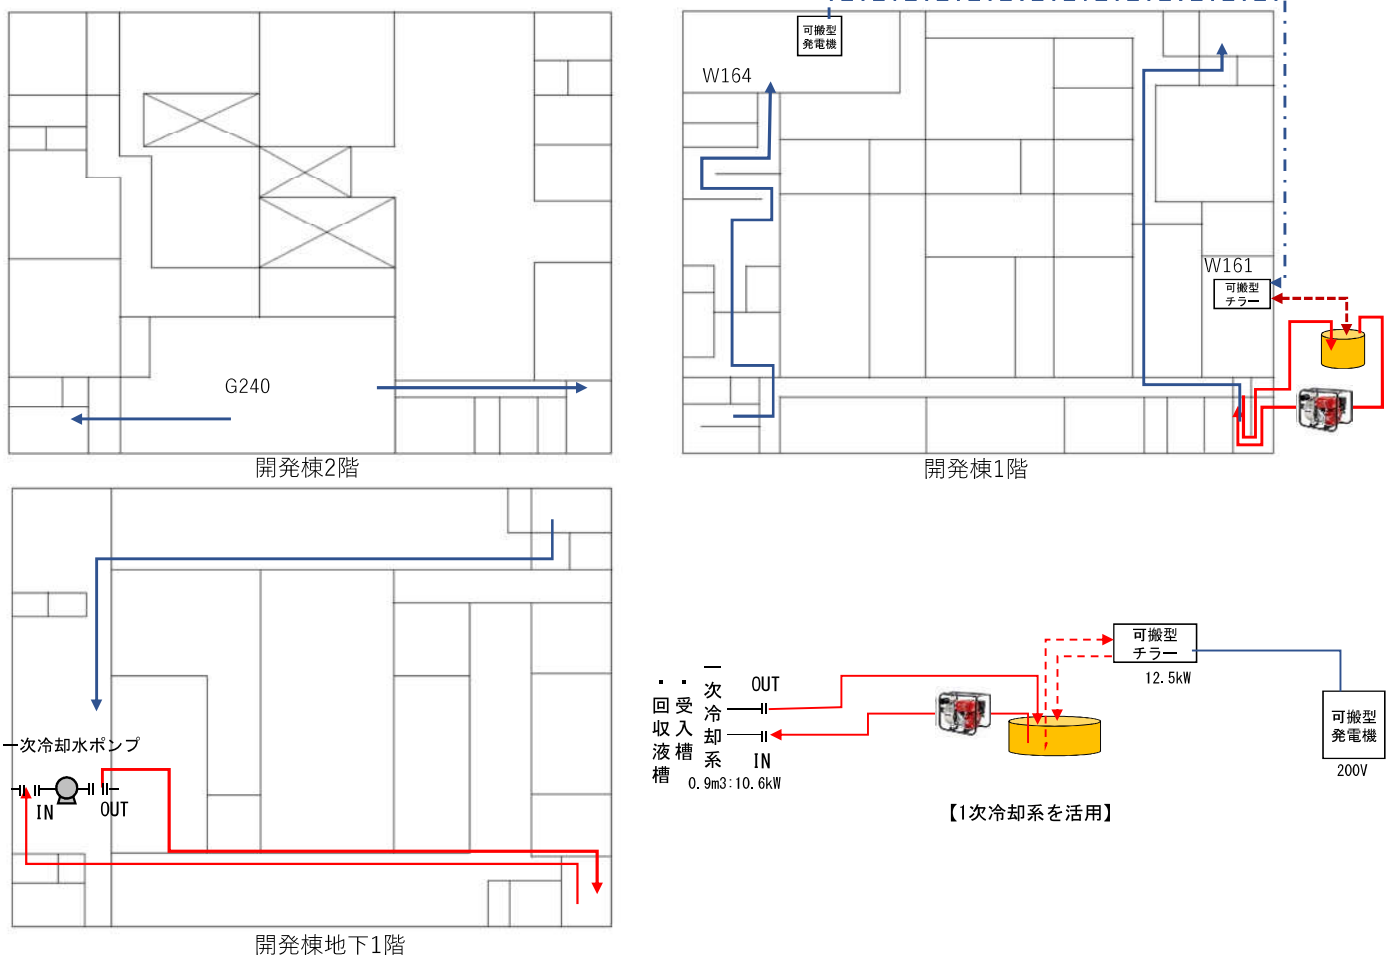 G240
開発棟2階
可搬型
発電機
W164
W161
可搬型
チラー
開発棟1階
一次冷却水ポンプ
IN
OUT
開発棟地下1階
・回収液槽
・受入槽
一次冷却系
OUT
IN
0.9m3:10.6kW
可搬型
チラー
12.5kW
可搬型
発電機
200V
【1次冷却系を活用】